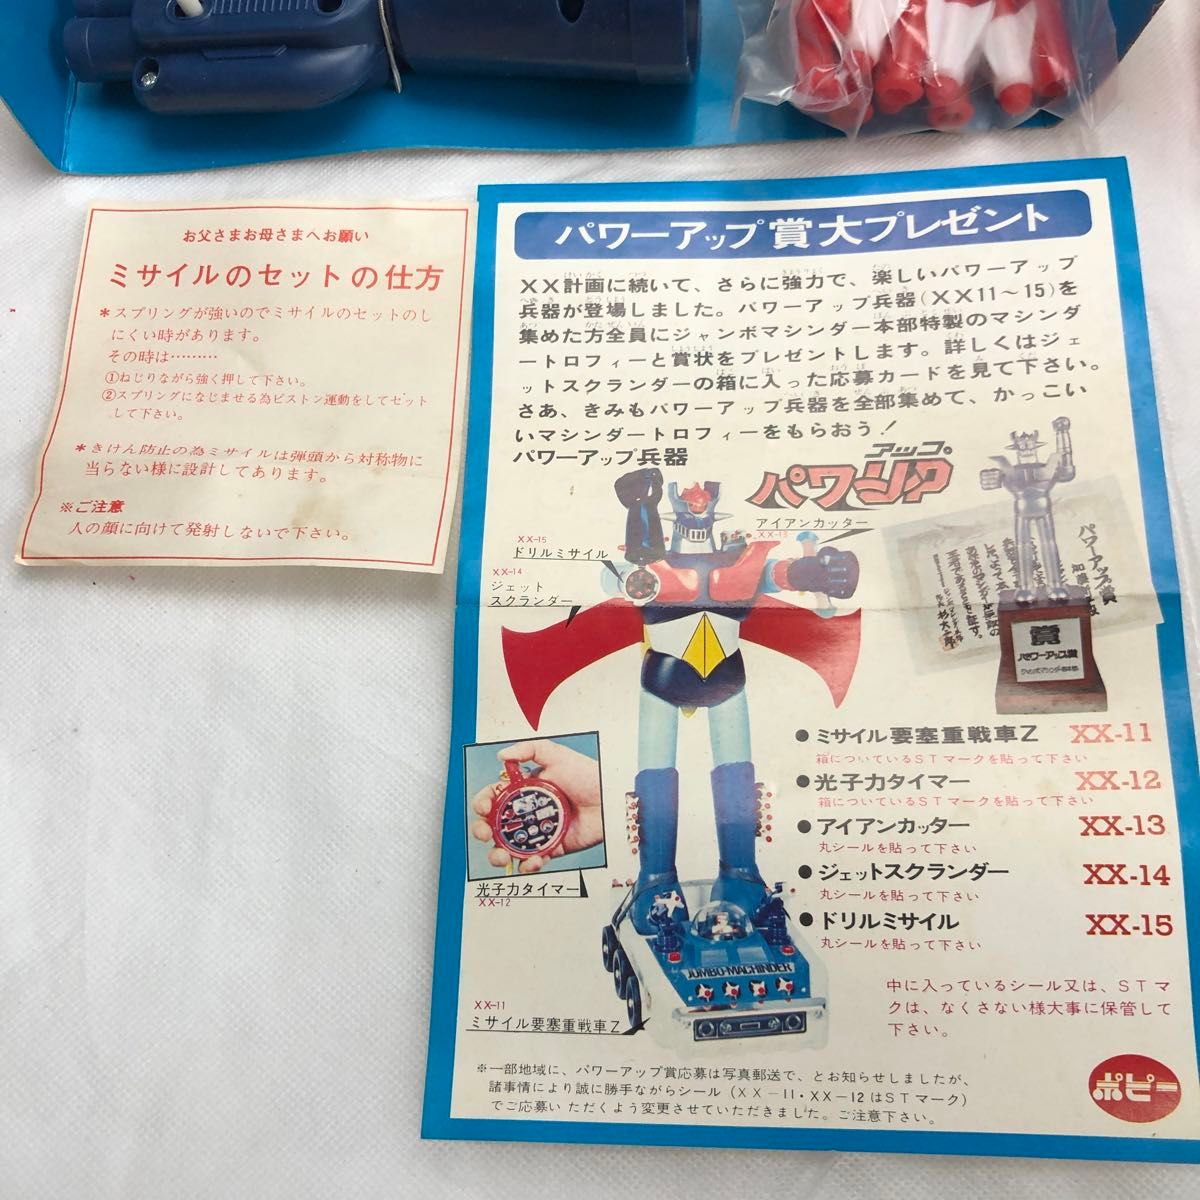 お父さまお母さまへお願い
ミサイルのセットの仕方
*スプリングが強いのでミサイルのセットのし
にくい時があります。
その時は………
①ねじりながら強く押して下さい。
②スプリングになじませる為ピストン運動をしてセット
して下さい。
*きけん防止の為ミサイルは弾頭から対称物に
当らない様に設計してあります。
※ご注意
人の顔に向けて発射しないで下さい。
パワーアップ賞大プレゼント
XX計画に続いて、さらに強力で、楽しいパワーアップ
兵器が登場しました。パワーアップ兵器(XX11～15)を
集めた方全員にジャンボマシンダー本部特製のマシンダ
ートロフィーと賞状をプレゼントします。詳しくはジェ
ットスクランダーの箱に入った応募カードを見て下さい。
さあ、きみもパワーアップ兵器を全部集めて、かっこい
いマシンダートロフィーをもらおう!
パワーアップ兵器
アップ
パワーUP
アイアンカッター
XX-13
XX-15
ドリルミサイル
XX-14
ジェット
スクランダー
パワーアップ賞
賞
パワーアップ賞
ジャンボマシンダー本部
●ミサイル要塞重戦車Z XX-11
箱についているSTマークを貼って下さい
●光子力タイマー XX-12
箱についているSTマークを貼って下さい
●アイアンカッター XX-13
丸シールを貼って下さい
●ジェットスクランダー XX-14
丸シールを貼って下さい
●ドリルミサイル XX-15
丸シールを貼って下さい
光子力タイマー
XX-12
JUMBO-MACHINDER
XX-11
ミサイル要塞重戦車Z
中に入っているシール又は、STマ
クは、なくさない様大事に保管して
下さい。
※一部地域に、パワーアップ賞応募は写真郵送で、とお知らせしましたが、
諸事情により誠に勝手ながらシール(XX-11・XX-12はSTマーク)
でご応募いただくよう変更させていただきました。ご注意下さい。
ポピー